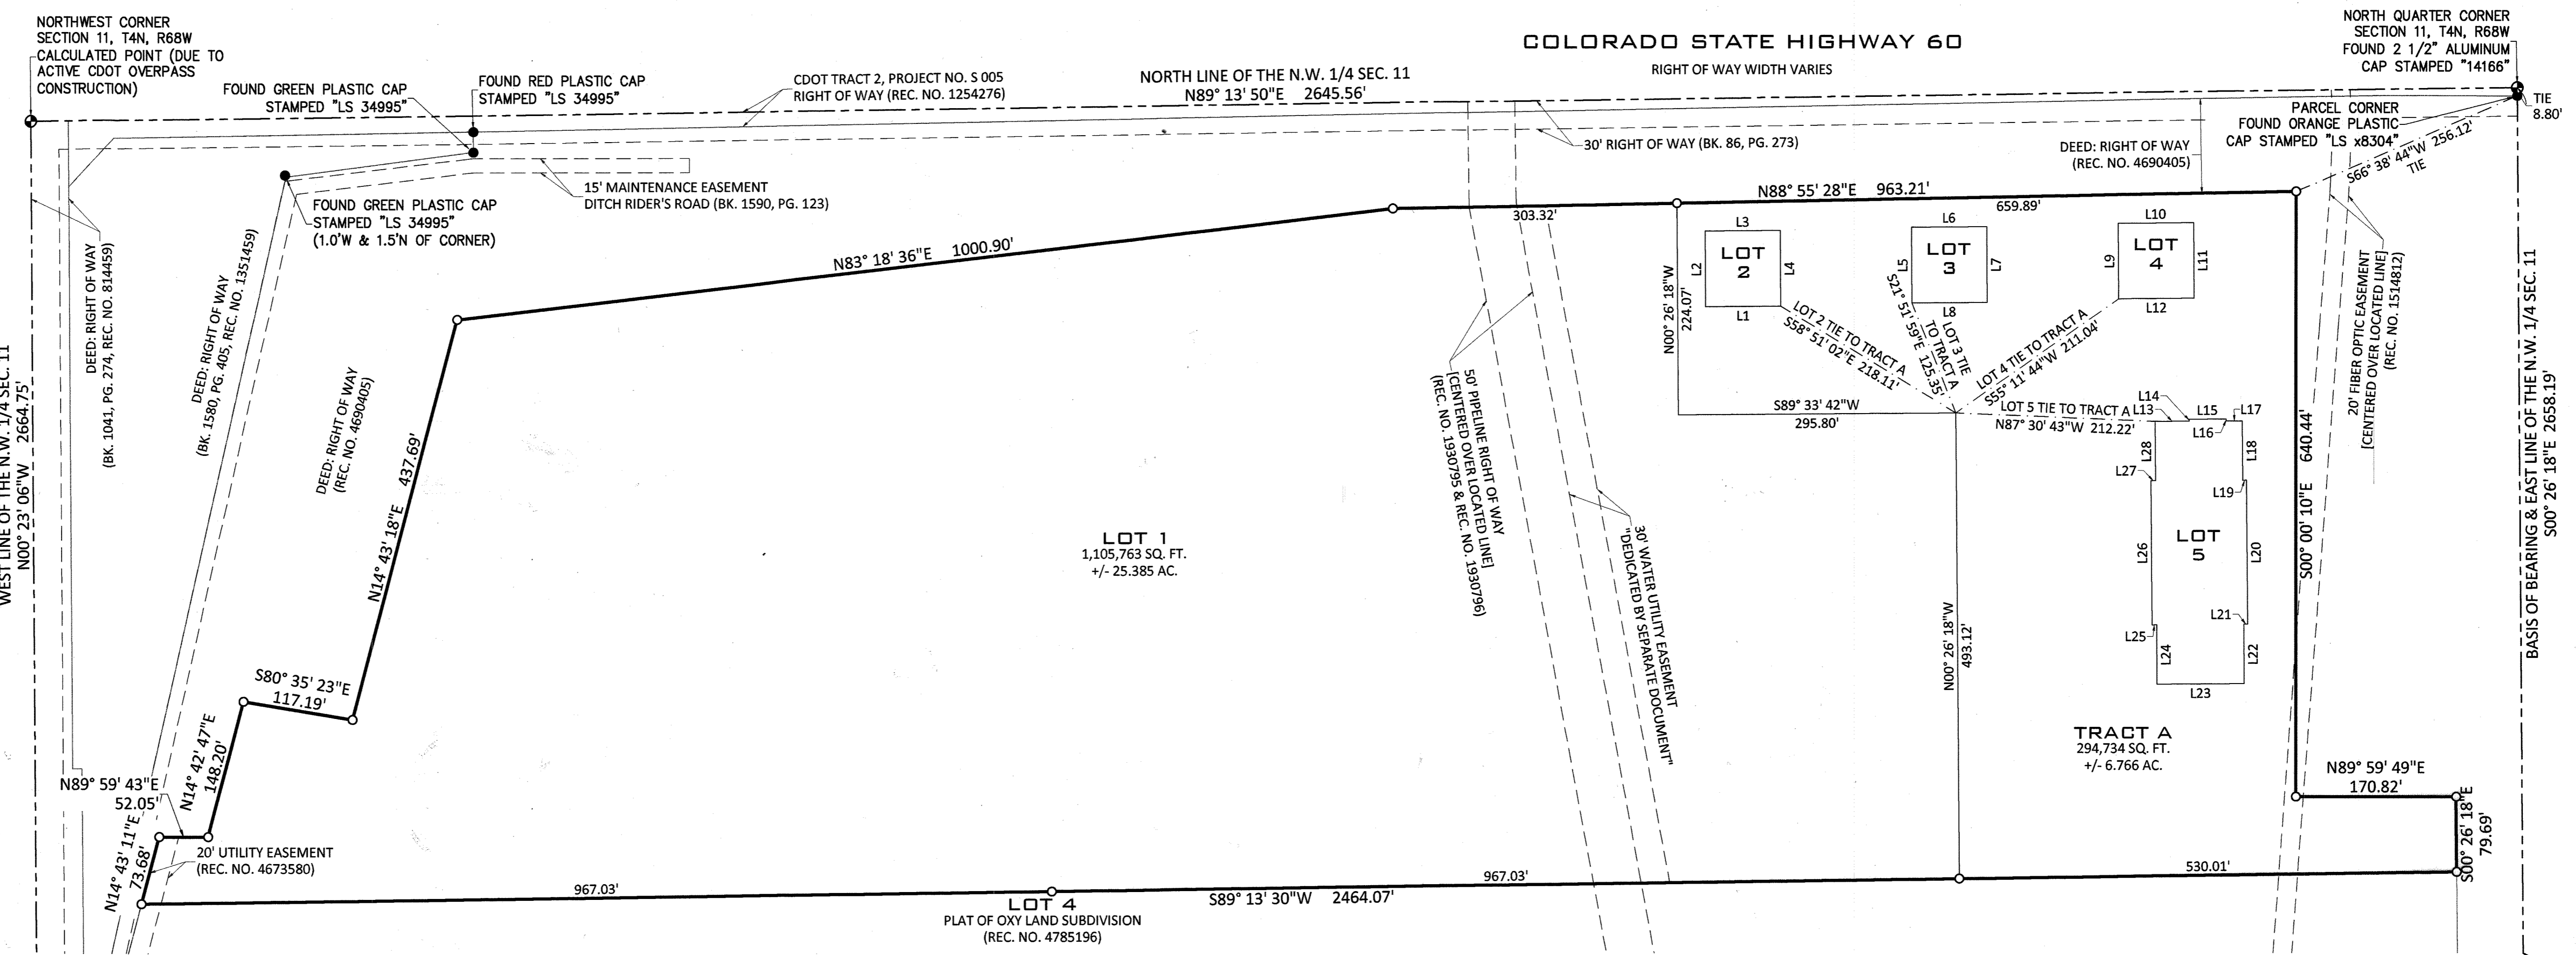 NORTHWEST CORNER
SECTION 11, T4N, R68W
CALCULATED POINT (DUE TO
ACTIVE CDOT OVERPASS
CONSTRUCTION)
FOUND GREEN PLASTIC CAP
STAMPED "LS 34995"
FOUND RED PLASTIC CAP
STAMPED "LS 34995"
CDOT TRACT 2, PROJECT NO. S 005
RIGHT OF WAY (REC. NO. 1254276)
NORTH LINE OF THE N.W. 1/4 SEC. 11
N89° 13' 50"E 2645.56'
COLORADO STATE HIGHWAY 60
RIGHT OF WAY WIDTH VARIES
NORTH QUARTER CORNER
SECTION 11, T4N, R68W
FOUND 2 1/2" ALUMINUM
CAP STAMPED "14166"
TIE
8.80'
PARCEL CORNER
FOUND ORANGE PLASTIC
CAP STAMPED "LS x8304"
S66° 38' 44"W 256.12'
TIE
30' RIGHT OF WAY (BK. 86, PG. 273)
DEED: RIGHT OF WAY
(REC. NO. 4690405)
15' MAINTENANCE EASEMENT
DITCH RIDER'S ROAD (BK. 1590, PG. 123)
FOUND GREEN PLASTIC CAP
STAMPED "LS 34995"
(1.0'W & 1.5'N OF CORNER)
WEST LINE OF THE N.W. 1/4 SEC. 11
N00° 23' 06"W 2664.75'
DEED: RIGHT OF WAY
(BK. 1041, PG. 274, REC. NO. 814459)
DEED: RIGHT OF WAY
(BK. 1580, PG. 405, REC. NO. 1351459)
DEED: RIGHT OF WAY
(REC. NO. 4690405)
N83° 18' 36"E 1000.90'
N88° 55' 28"E 963.21'
303.32'
659.89'
N14° 43' 18"E 437.69'
S80° 35' 23"E
117.19'
N14° 42' 47"E
148.20'
N89° 59' 43"E
52.05'
N14° 43' 11"E
73.68'
20' UTILITY EASEMENT
(REC. NO. 4673580)
LOT 1
1,105,763 SQ. FT.
+/- 25.385 AC.
50' PIPELINE RIGHT OF WAY
[CENTERED OVER LOCATED LINE]
(REC. NO. 1930795 & REC. NO. 1930796)
30' WATER UTILITY EASEMENT
"DEDICATED BY SEPARATE DOCUMENT"
N00° 26' 18"W
224.07'
L3
L2
LOT
2
L4
L1
L6
L5
LOT
3
L7
L8
L10
L9
LOT
4
L11
L12
LOT 2 TIE TO TRACT A
S58° 51' 02"E 218.11'
S21° 51' 59"E 125.35'
LOT 3 TIE
TO TRACT A
LOT 4 TIE TO TRACT A
S55° 11' 44"W 211.04'
S89° 33' 42"W
295.80'
LOT 5 TIE TO TRACT A
N87° 30' 43"W 212.22'
L13
L14
L15
L16
L17
L18
L28
L27
L19
L26
LOT
5
L20
L21
L25
L24
L22
L23
N00° 26' 18"W
493.12'
TRACT A
294,734 SQ. FT.
+/- 6.766 AC.
S00° 00' 10"E 640.44'
20' FIBER OPTIC EASEMENT
[CENTERED OVER LOCATED LINE]
(REC. NO. 1514812)
BASIS OF BEARING & EAST LINE OF THE N.W. 1/4 SEC. 11
S00° 26' 18"E 2658.19'
N89° 59' 49"E
170.82'
S00° 26' 18"E
79.69'
967.03'
967.03'
530.01'
S89° 13' 30"W 2464.07'
LOT 4
PLAT OF OXY LAND SUBDIVISION
(REC. NO. 4785196)